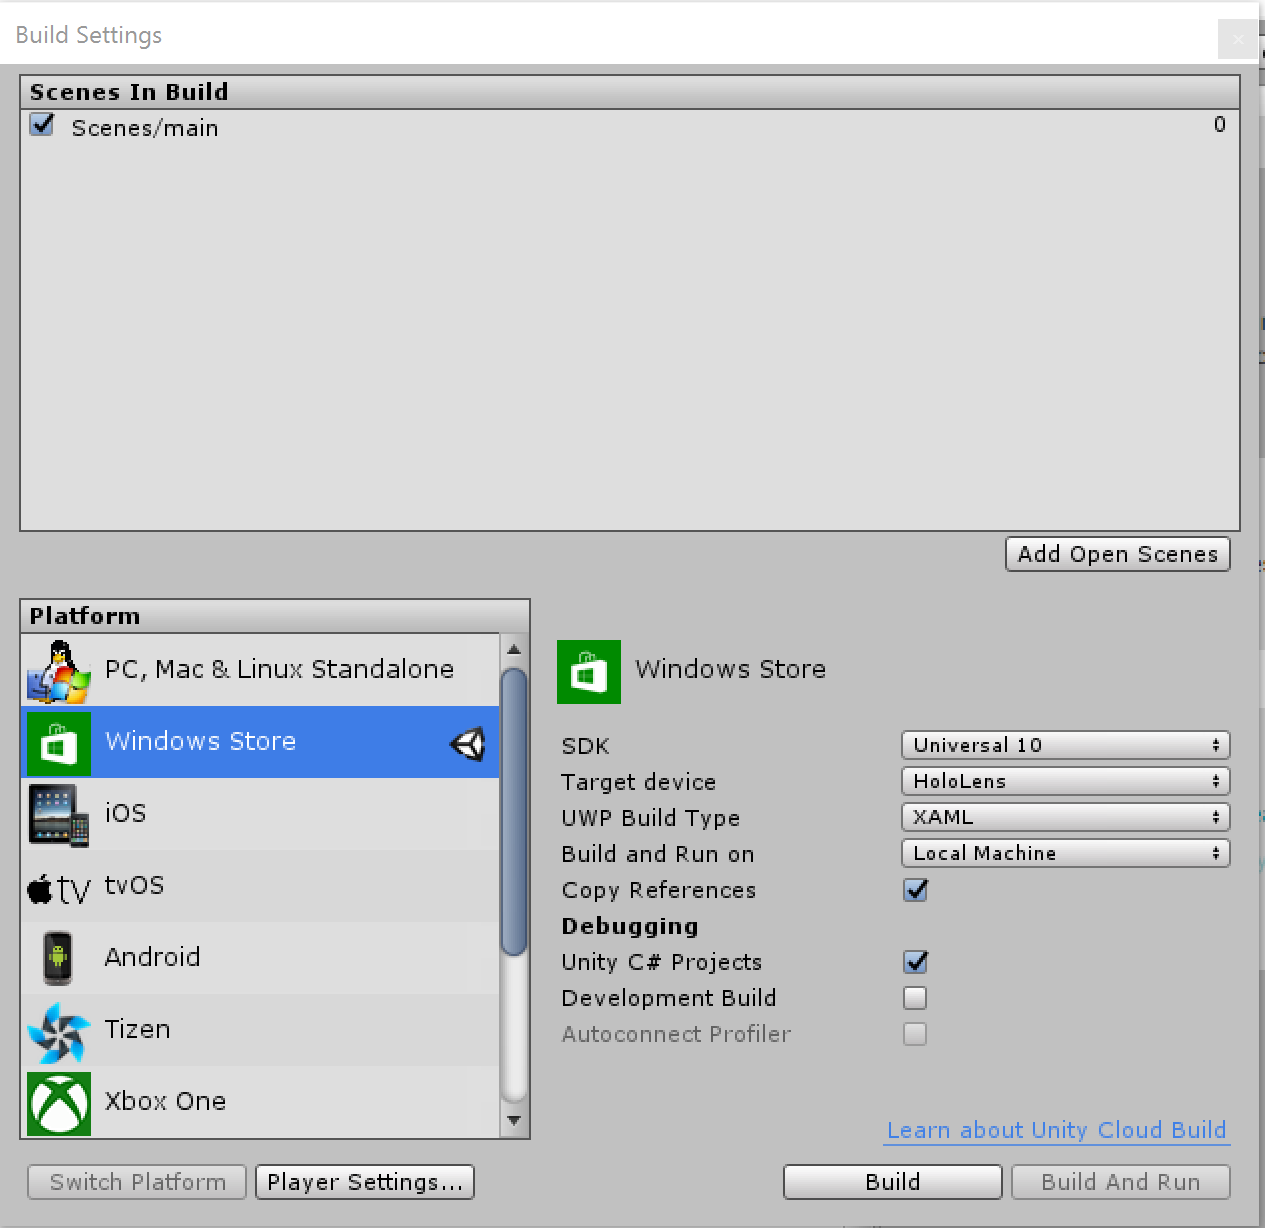 Build Settings
Scenes In Build
Scenes/main 0
Add Open Scenes
Platform
PC, Mac & Linux Standalone
Windows Store
iOS
tv tvOS
Android
Tizen
Xbox One
Windows Store
SDK Universal 10
Target device HoloLens
UWP Build Type XAML
Build and Run on Local Machine
Copy References
Debugging
Unity C# Projects
Development Build
Autoconnect Profiler
Learn about Unity Cloud Build
Switch Platform Player Settings... Build Build And Run